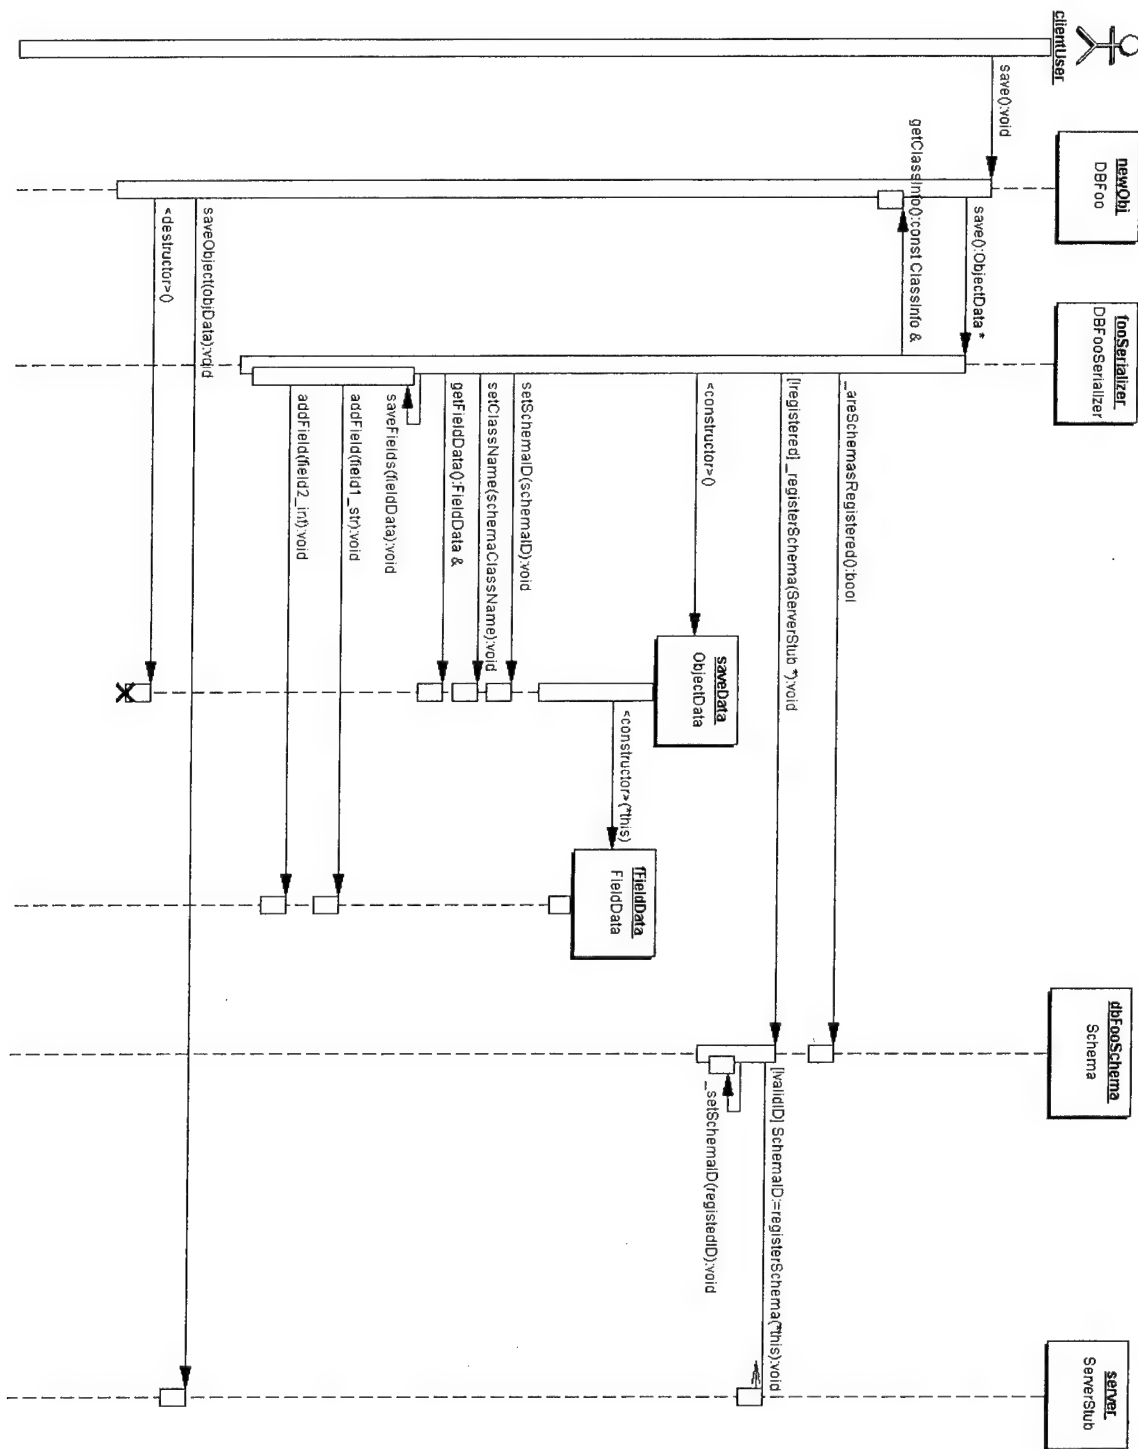 clientUser
newObj
DBFoo
fooSerializer
DBFooSerializer
dbFooSchema
Schema
server
ServerStub
save():void
save():ObjectData *
getClassInfo():const ClassInfo &
_areSchemasRegistered():bool
[!registered] _registerSchema(ServerStub *):void
[!validID] SchemaID:=registerSchema(*this):void
_setSchemaID(registedID):void
<constructor>()
saveData
ObjectData
<constructor>(*this)
fFieldData
FieldData
setSchemaID(schemaID):void
setClassName(schemaClassName):void
getFieldData():FieldData &
saveFields(fieldData):void
addField(field1_str):void
addField(field2_int):void
saveObject(objData):void
<destructor>()